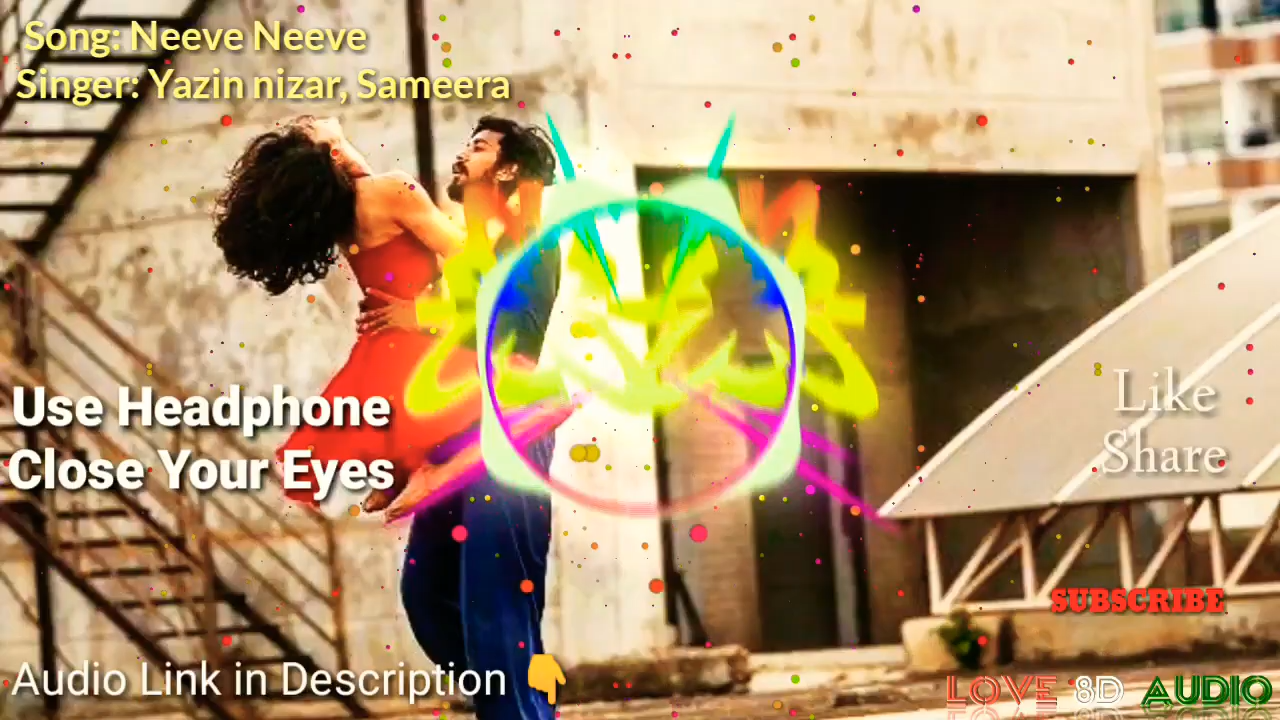 Song: Neeve Neeve
Singer: Yazin nizar, Sameera
Use Headphone
Close Your Eyes
Like
Share
SUBSCRIBE
Audio Link in Description 👇
LOVE 8D AUDIO